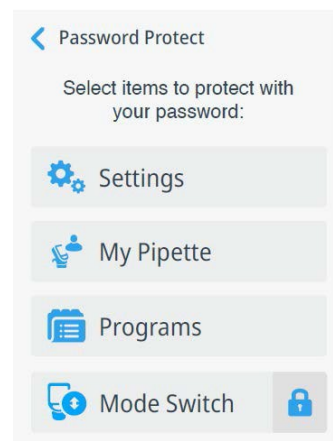 Password Protect
Select items to protect with
your password:
Settings
My Pipette
Programs
Mode Switch